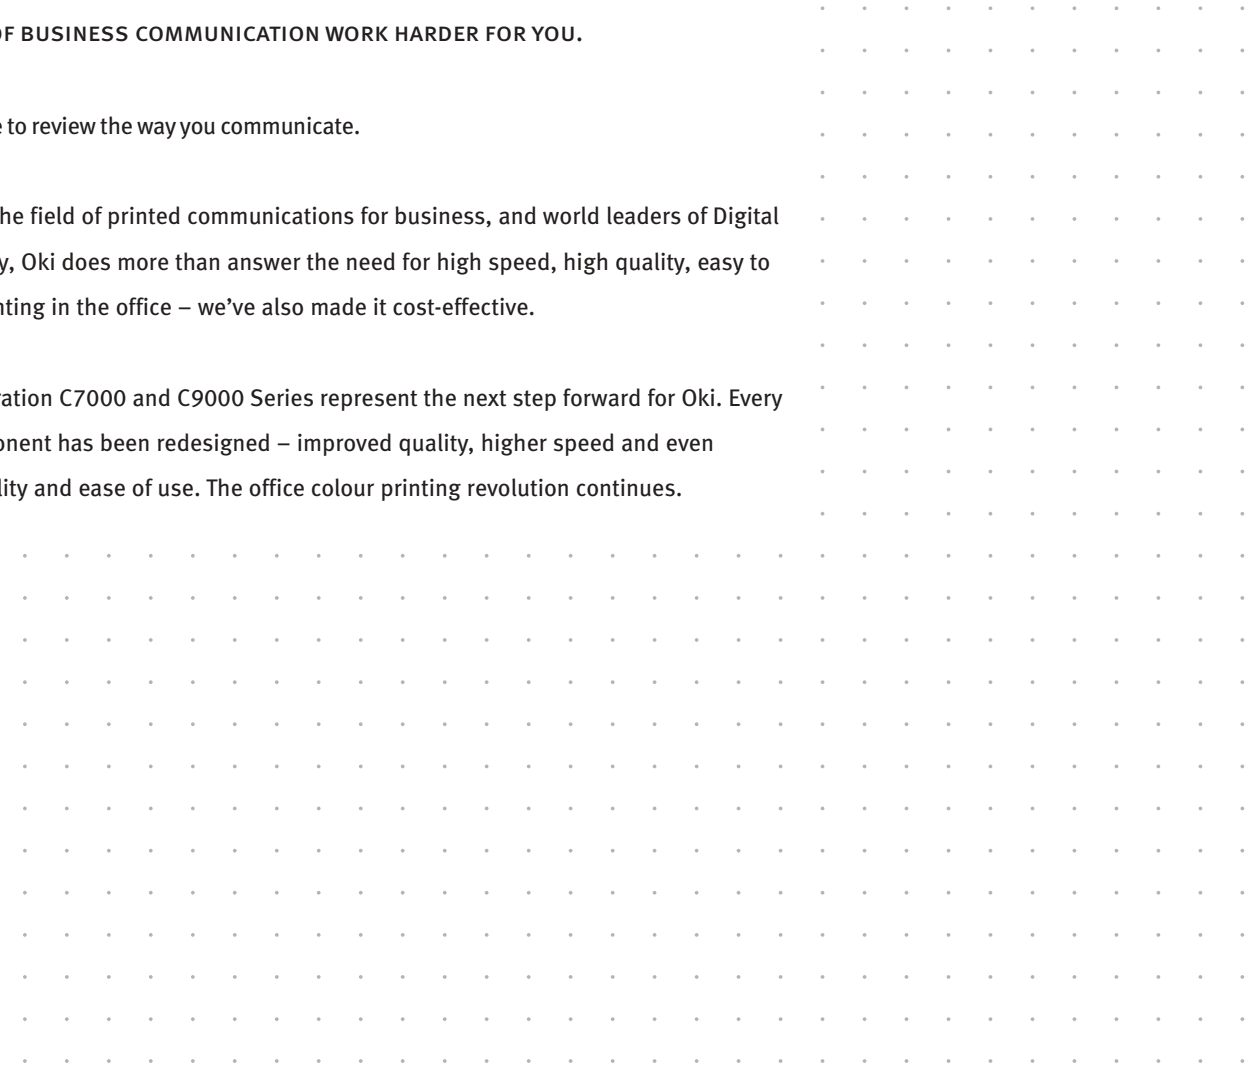 OF BUSINESS COMMUNICATION WORK HARDER FOR YOU.
to review the way you communicate.
he field of printed communications for business, and world leaders of Digital
y, Oki does more than answer the need for high speed, high quality, easy to
nting in the office – we’ve also made it cost-effective.
ration C7000 and C9000 Series represent the next step forward for Oki. Every
onent has been redesigned – improved quality, higher speed and even
lity and ease of use. The office colour printing revolution continues.